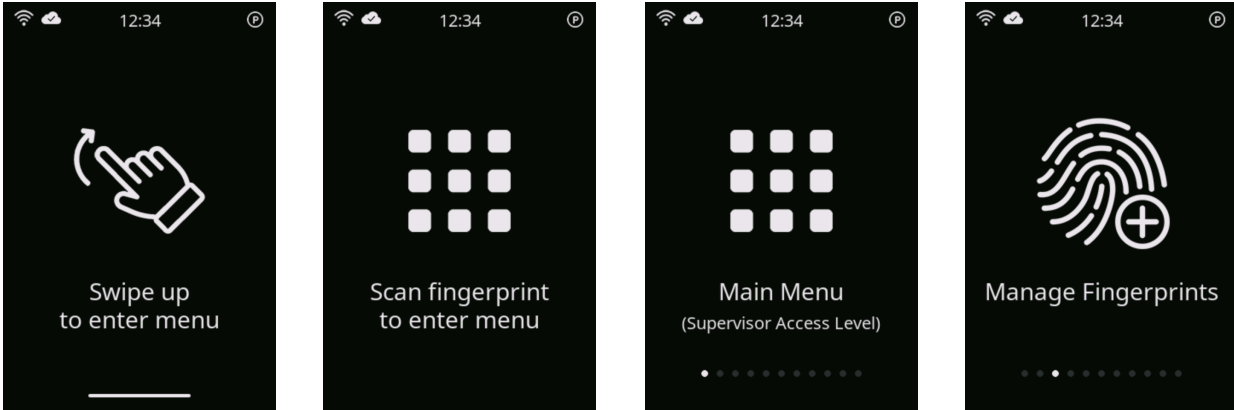 12:34
P
Swipe up
to enter menu
12:34
P
Scan fingerprint
to enter menu
12:34
P
Main Menu
(Supervisor Access Level)
12:34
P
Manage Fingerprints